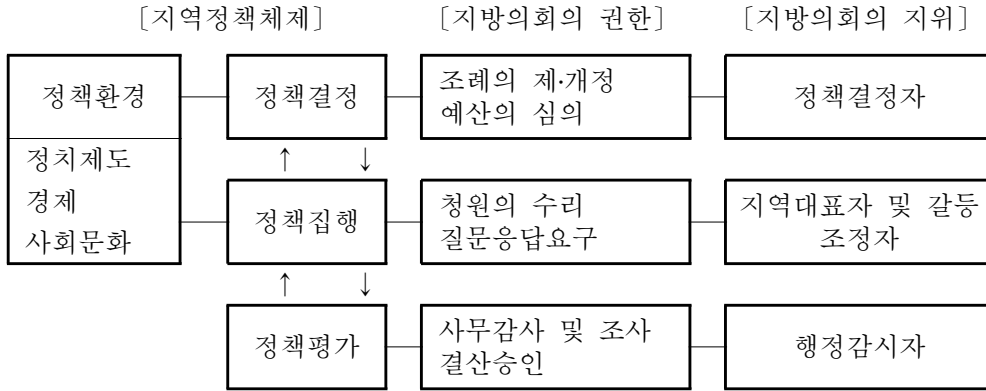 [지역정책체제] [지방의회의 권한] [지방의회의 지위]
정책환경
정치제도
경제
사회문화
정책결정
조례의 제·개정
예산의 심의
정책결정자
↑ ↓
정책집행
청원의 수리
질문응답요구
지역대표자 및 갈등
조정자
↑ ↓
정책평가
사무감사 및 조사
결산승인
행정감시자